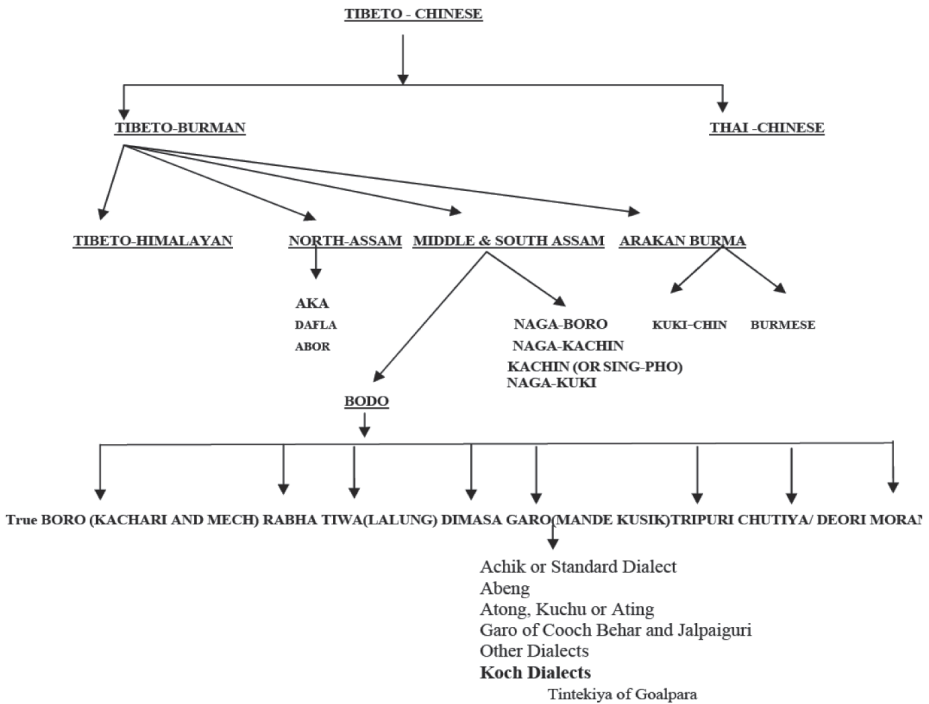 TIBETO - CHINESE
TIBETO-BURMAN THAI -CHINESE
TIBETO-HIMALAYAN NORTH-ASSAM MIDDLE & SOUTH ASSAM ARAKAN BURMA
AKA
DAFLA
ABOR
NAGA-BORO
NAGA-KACHIN
KACHIN (OR SING-PHO)
NAGA-KUKI
KUKI-CHIN BURMESE
BODO
True BORO (KACHARI AND MECH) RABHA TIWA(LALUNG) DIMASA GARO(MANDE KUSIK)TRIPURI CHUTIYA/ DEORI MORAN
Achik or Standard Dialect
Abeng
Atong, Kuchu or Ating
Garo of Cooch Behar and Jalpaiguri
Other Dialects
Koch Dialects
Tintekiya of Goalpara